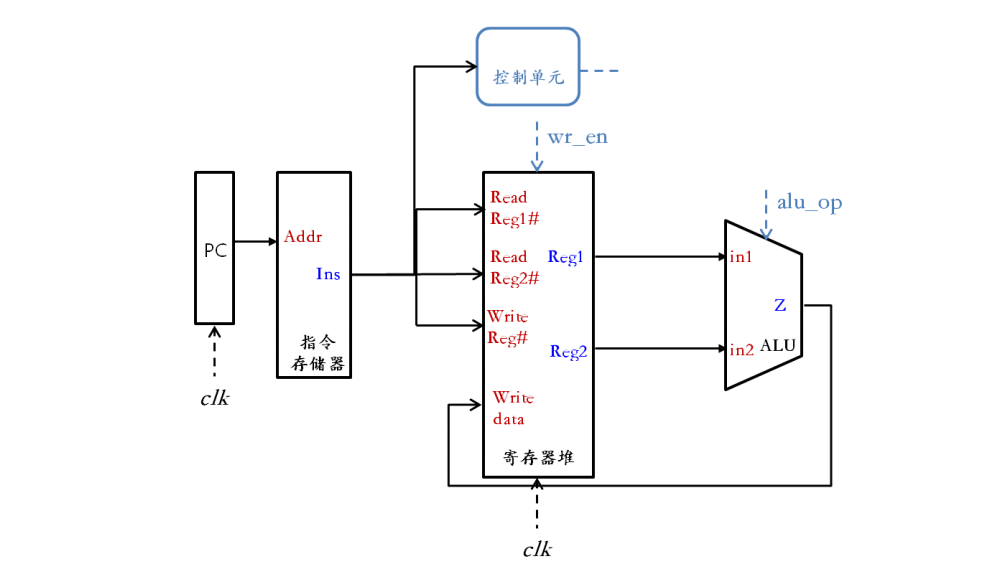 控制单元
wr_en
alu_op
PC
Addr
Ins
指令
存储器
clk
Read
Reg1#
Read
Reg2#
Write
Reg#
Write
data
Reg1
Reg2
寄存器堆
clk
in1
Z
in2
ALU